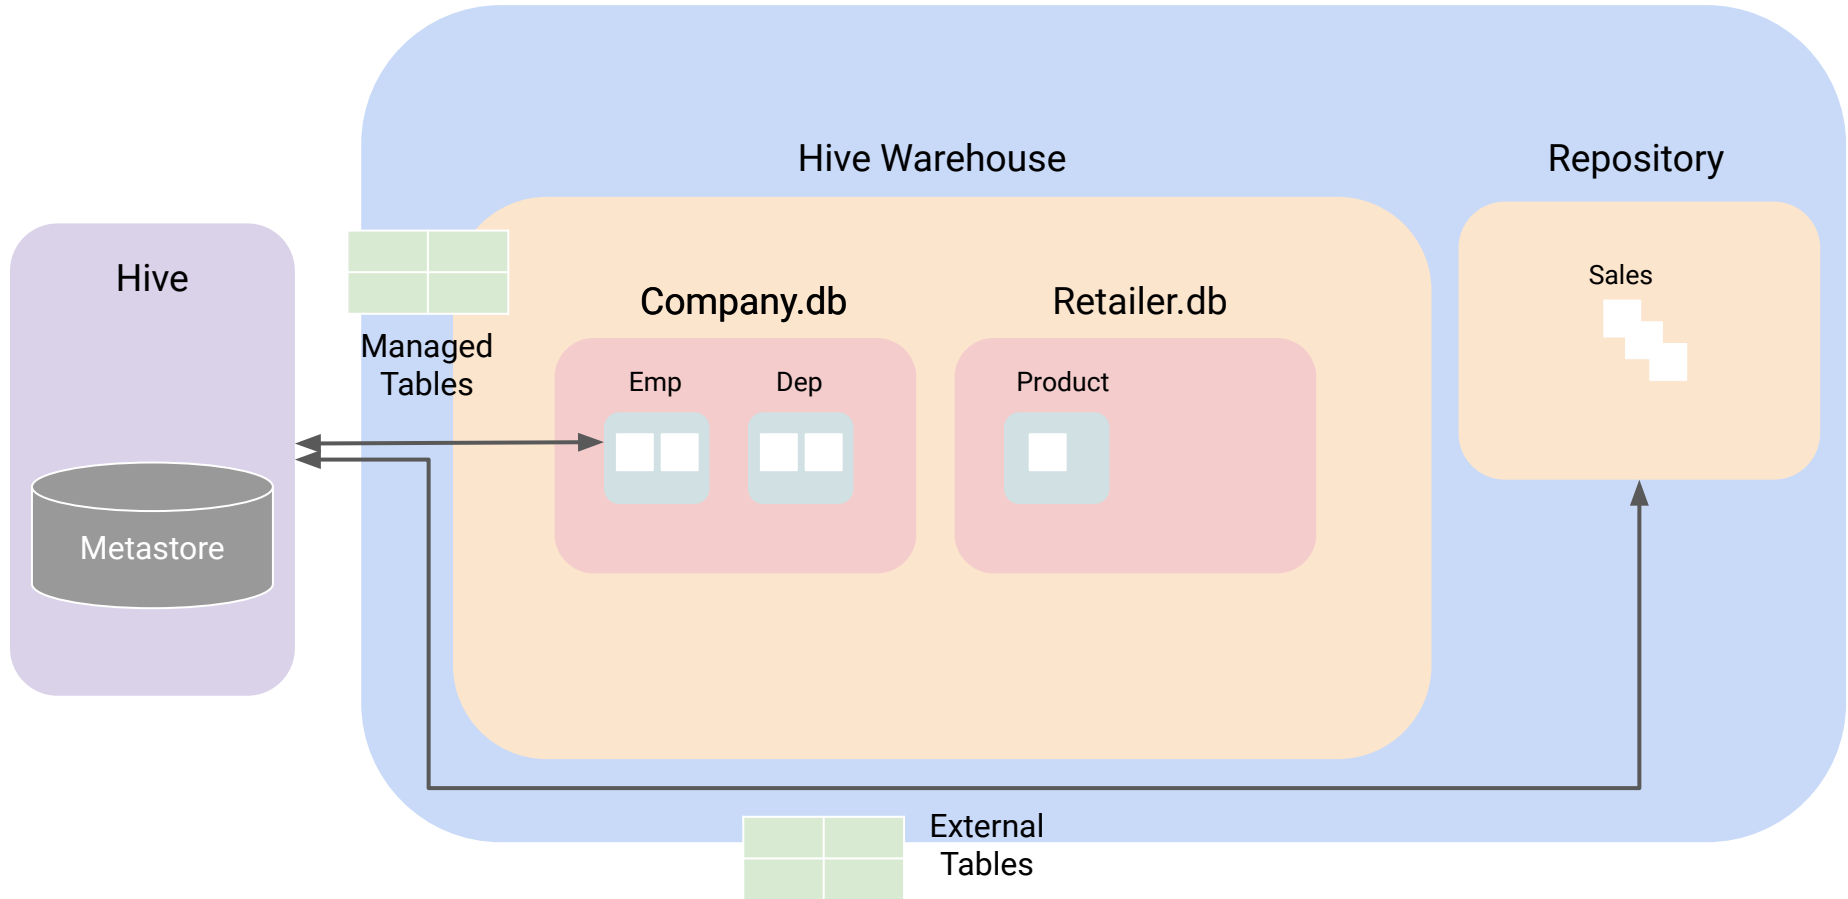 Hive Warehouse
Repository
Hive
Sales
Company.db
Retailer.db
Managed
Tables
Emp
Dep
Product
Metastore
External
Tables